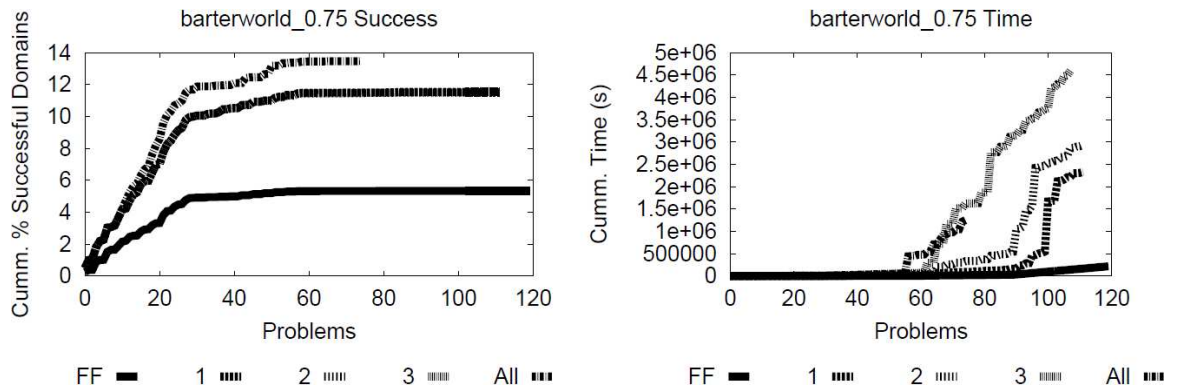 barterworld_0.75 Success
Cumm. % Successful Domains
14
12
10
8
6
4
2
0
0 20 40 60 80 100 120
Problems
FF 1 2 3 All
barterworld_0.75 Time
Cumm. Time (s)
5e+06
4.5e+06
4e+06
3.5e+06
3e+06
2.5e+06
2e+06
1.5e+06
1e+06
500000
0
0 20 40 60 80 100 120
Problems
FF 1 2 3 All